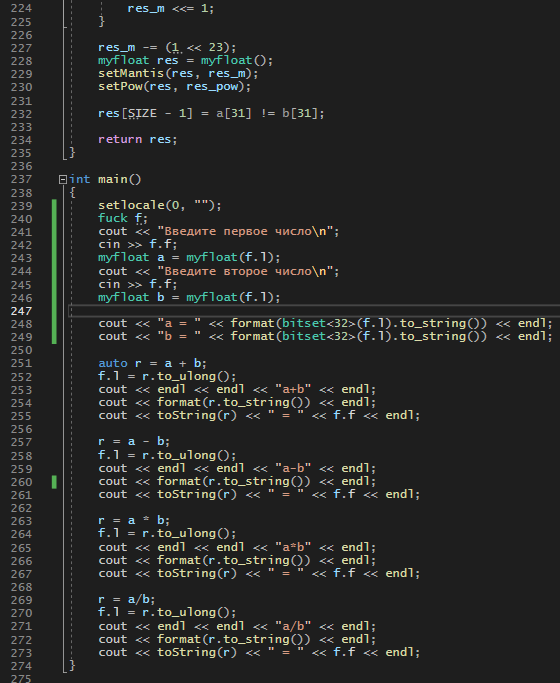 224 res_m <<= 1;
225 }
226
227 res_m -= (1 << 23);
228 myfloat res = myfloat();
229 setMantis(res, res_m);
230 setPow(res, res_pow);
231
232 res[SIZE - 1] = a[31] != b[31];
233
234 return res;
235 }
236
237 int main()
238 {
239 setlocale(0, "");
240 fuck f;
241 cout << "Введите первое число\n";
242 cin >> f.f;
243 myfloat a = myfloat(f.l);
244 cout << "Введите второе число\n";
245 cin >> f.f;
246 myfloat b = myfloat(f.l);
247
248 cout << "a = " << format(bitset<32>(f.l).to_string()) << endl;
249 cout << "b = " << format(bitset<32>(f.l).to_string()) << endl;
250
251 auto r = a + b;
252 f.l = r.to_ulong();
253 cout << endl << endl << "a+b" << endl;
254 cout << format(r.to_string()) << endl;
255 cout << toString(r) << " = " << f.f << endl;
256
257 r = a - b;
258 f.l = r.to_ulong();
259 cout << endl << endl << "a-b" << endl;
260 cout << format(r.to_string()) << endl;
261 cout << toString(r) << " = " << f.f << endl;
262
263 r = a * b;
264 f.l = r.to_ulong();
265 cout << endl << endl << "a*b" << endl;
266 cout << format(r.to_string()) << endl;
267 cout << toString(r) << " = " << f.f << endl;
268
269 r = a/b;
270 f.l = r.to_ulong();
271 cout << endl << endl << "a/b" << endl;
272 cout << format(r.to_string()) << endl;
273 cout << toString(r) << " = " << f.f << endl;
274 }
275